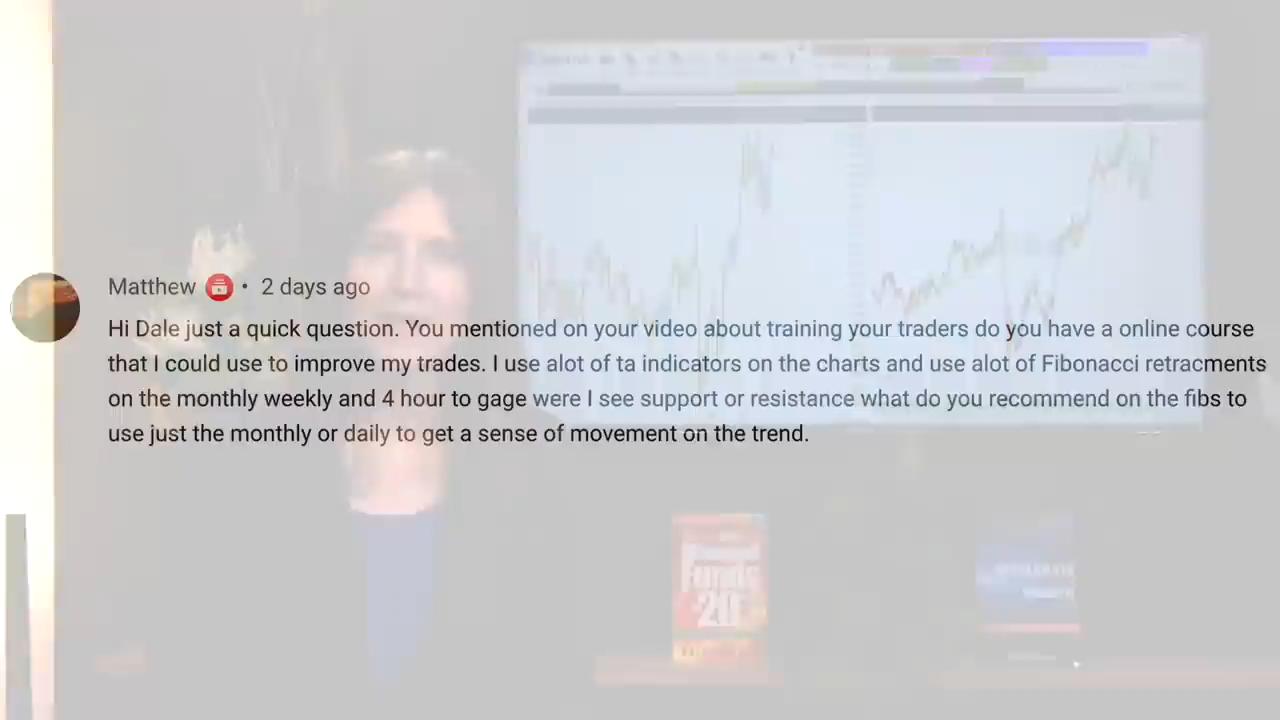 Matthew • 2 days ago
Hi Dale just a quick question. You mentioned on your video about training your traders do you have a online course
that I could use to improve my trades. I use alot of ta indicators on the charts and use alot of Fibonacci retracments
on the monthly weekly and 4 hour to gage were I see support or resistance what do you recommend on the fibs to
use just the monthly or daily to get a sense of movement on the trend.
Funds
20